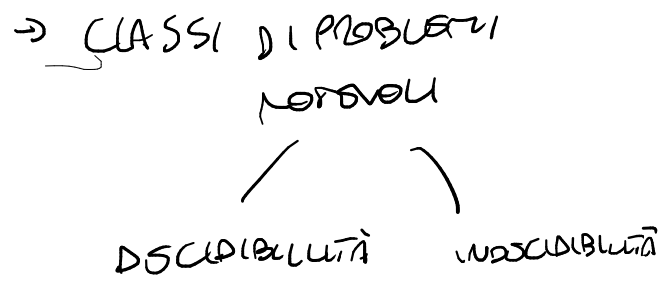 → CLASSI DI PROBLEMI
NOTEVOLI
DECIDIBILITÀ INDECIDIBILITÀ